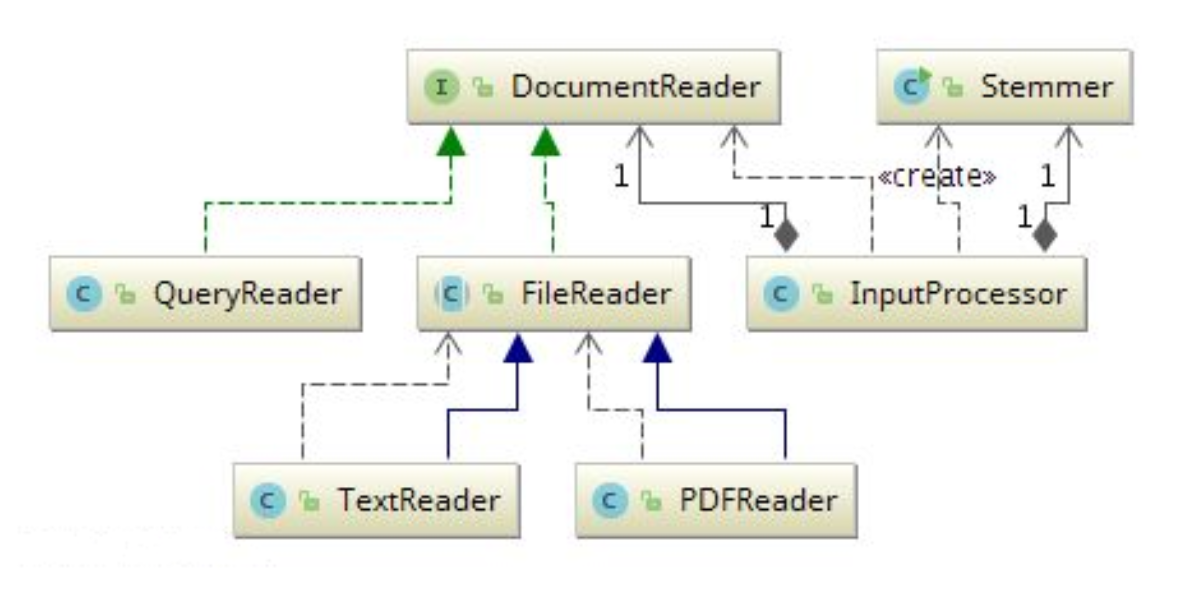 I DocumentReader
C Stemmer
1
«create»
1
1
1
C QueryReader
C FileReader
C InputProcessor
C TextReader
C PDFReader